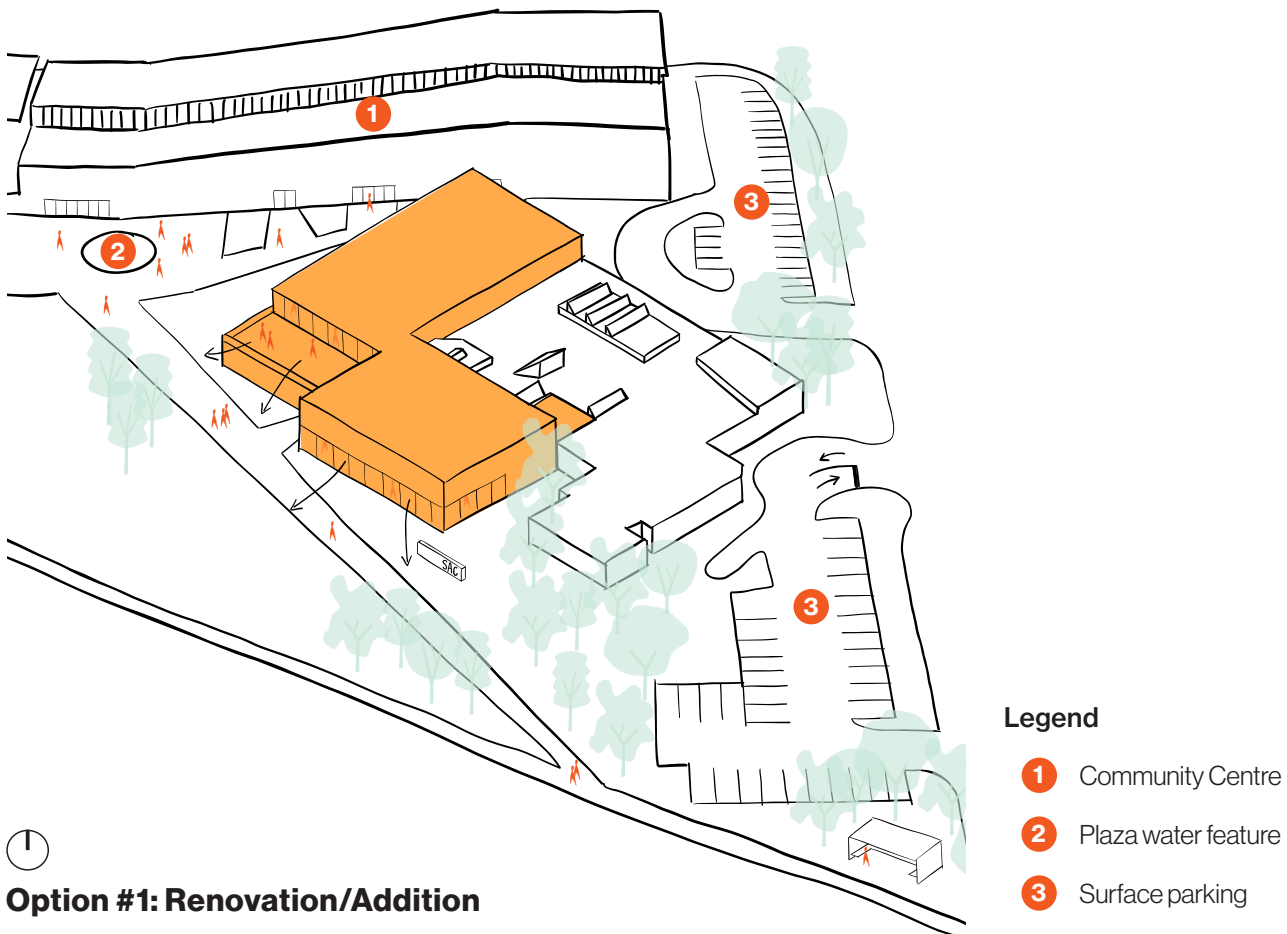 1
2
3
SAC
3
Legend
1 Community Centre
2 Plaza water feature
3 Surface parking
Option #1: Renovation/Addition